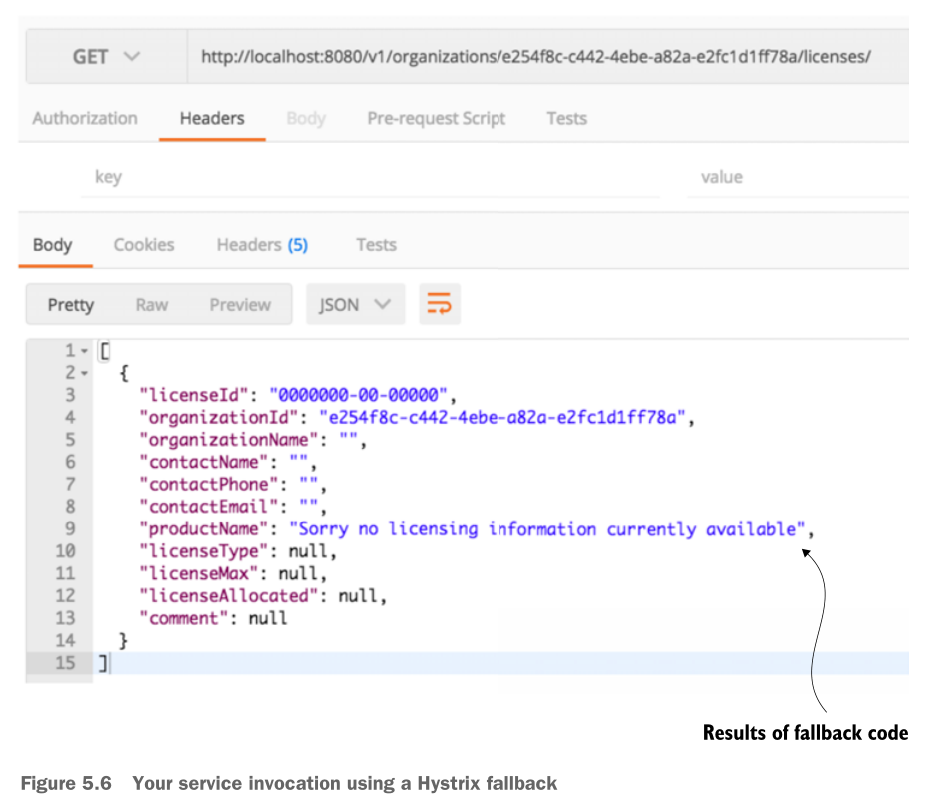 GET http://localhost:8080/v1/organizations/e254f8c-c442-4ebe-a82a-e2fc1d1ff78a/licenses/
Authorization Headers Body Pre-request Script Tests
key value
Body Cookies Headers (5) Tests
Pretty Raw Preview JSON
1 [
2 {
3 "licenseId": "0000000-00-00000",
4 "organizationId": "e254f8c-c442-4ebe-a82a-e2fc1d1ff78a",
5 "organizationName": "",
6 "contactName": "",
7 "contactPhone": "",
8 "contactEmail": "",
9 "productName": "Sorry no licensing information currently available",
10 "licenseType": null,
11 "licenseMax": null,
12 "licenseAllocated": null,
13 "comment": null
14 }
15 ]
Results of fallback code
Figure 5.6 Your service invocation using a Hystrix fallback